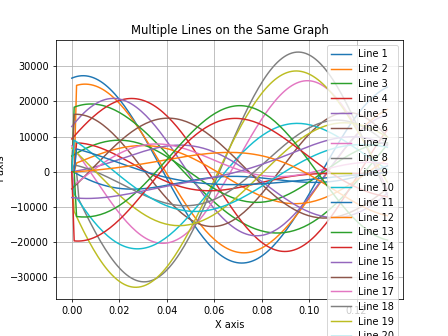 Multiple Lines on the Same Graph
30000
20000
10000
0
−10000
−20000
−30000
0.00
0.02
0.04
0.06
0.08
0.10
X axis
Line 1
Line 2
Line 3
Line 4
Line 5
Line 6
Line 7
Line 8
Line 9
Line 10
Line 11
Line 12
Line 13
Line 14
Line 15
Line 16
Line 17
Line 18
Line 19
Line 20